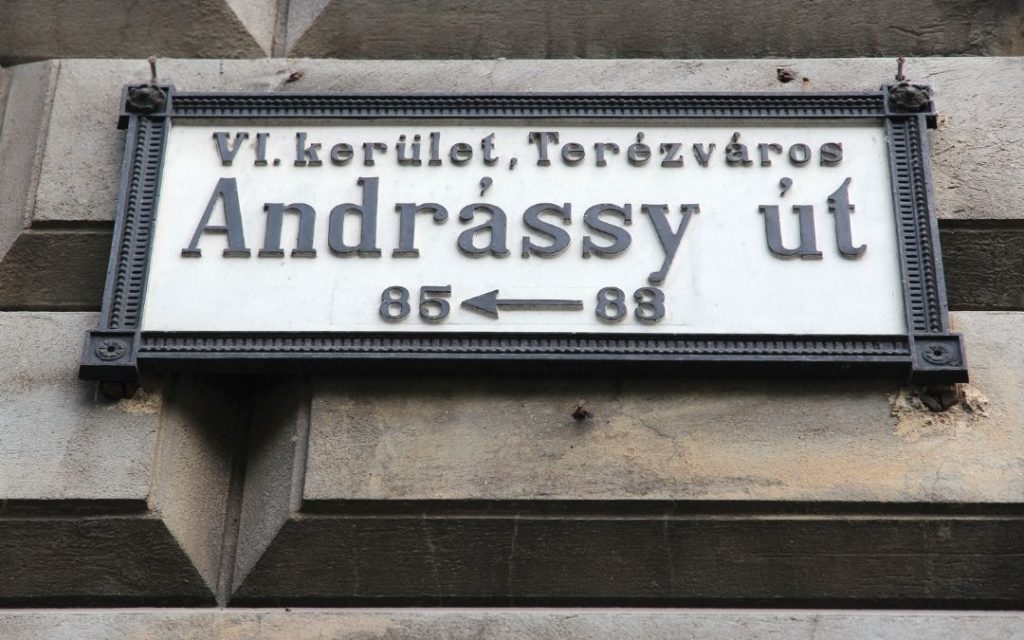 VI. kerület, Terézváros
Andrássy út
85 ← 83